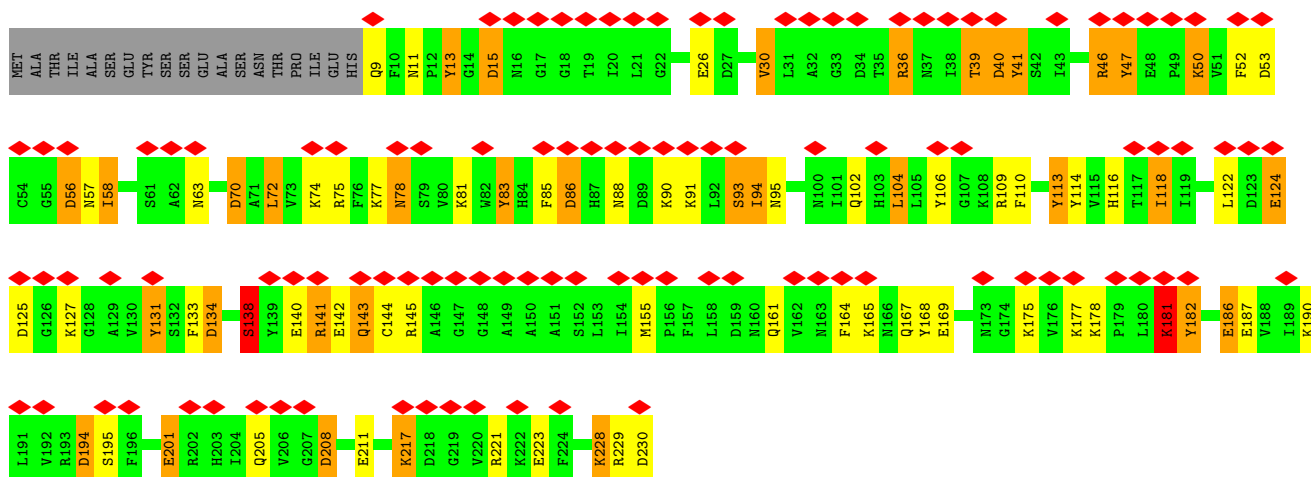 MET ALA THR ILE ALA SER GLU TYR SER SER GLU ALA SER ASN THR PRO ILE GLU HIS Q9 F10 N11 P12 Y13 G14 D15 N16 G17 G18 T19 I20 L21 G22 E26 D27 V30 L31 A32 G33 D34 T35 R36 N37 I38 T39 D40 Y41 S42 I43 R46 Y47 E48 P49 K50 V51 F52 D53
C54 G55 D56 N57 I58 S61 A62 N63 D70 A71 L72 V73 K74 R75 F76 K77 N78 S79 V80 K81 W82 Y83 H84 F85 D86 H87 N88 D89 K90 K91 L92 S93 I94 N95 N100 I101 Q102 H103 L104 L105 Y106 G107 K108 R109 F110 Y113 Y114 V115 H116 T117 I118 I119 L122 D123 E124
D125 G126 K127 G128 A129 V130 Y131 S132 F133 D134 S138 Y139 E140 R141 E142 Q143 C144 R145 A146 G147 G148 A149 A150 A151 S152 L153 I154 M155 P156 F157 L158 D159 N160 Q161 V162 N163 F164 K165 N166 Q167 Y168 E169 N173 G174 K175 V176 K177 K178 P179 L180 K181 Y182 E186 E187 V188 I189 K190
L191 V192 R193 D194 S195 F196 E201 R202 H203 I204 Q205 V206 G207 D208 E211 K217 D218 G219 V220 R221 K222 E223 F224 K228 R229 D230